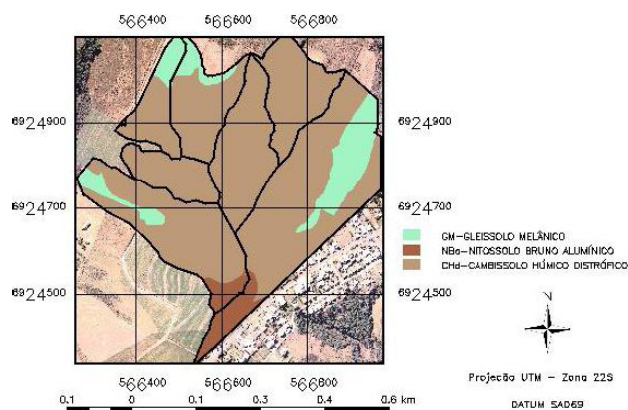 566400 566600 566800
6924900 6924900
6924700 6924700
GM-GLEISSOLO MELÂNICO
NBa-NITOSSOLO BRUNO ALUMÍNICO
CHd-CAMBISSOLO HÚMICO DISTRÓFICO
6924500 6924500
N
566400 566600 566800
Projecão UTM - Zona 22S
0.1 0 0.1 0.3 0.4 0.6 km
DATUM SAD69